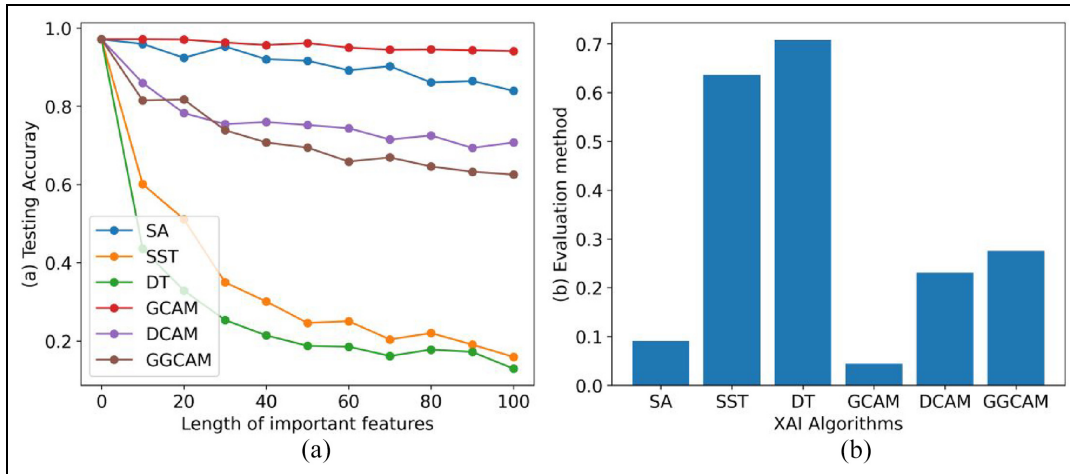 (a) Testing Accuray
1.0
0.8
0.6
0.4
0.2
SA
SST
DT
GCAM
DCAM
GGCAM
0 20 40 60 80 100
Length of important features
(a)
(b) Evaluation method
0.7
0.6
0.5
0.4
0.3
0.2
0.1
0.0
SA SST DT GCAM DCAM GGCAM
XAI Algorithms
(b)